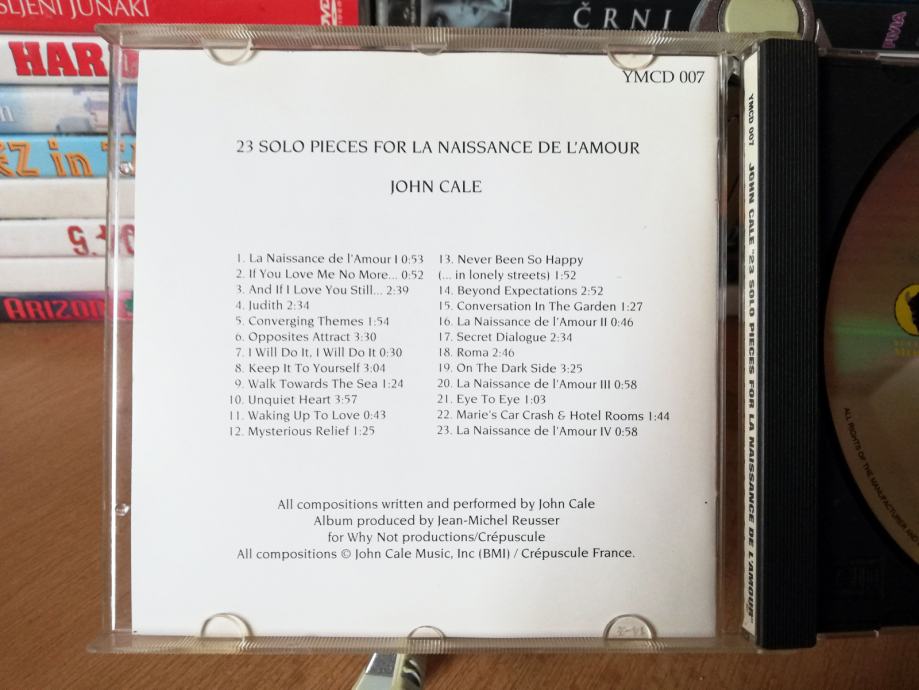 SLJENI JUNAKI
DVD
ČRNI
HAR
KZ in
ARIZON
YMCD 007
23 SOLO PIECES FOR LA NAISSANCE DE L'AMOUR
JOHN CALE
1. La Naissance de l'Amour I 0:53
2. If You Love Me No More... 0:52
3. And If I Love You Still... 2:39
4. Judith 2:34
5. Converging Themes 1:54
6. Opposites Attract 3:30
7. I Will Do It, I Will Do It 0:30
8. Keep It To Yourself 3:04
9. Walk Towards The Sea 1:24
10. Unquiet Heart 3:57
11. Waking Up To Love 0:43
12. Mysterious Relief 1:25
13. Never Been So Happy
(... in lonely streets) 1:52
14. Beyond Expectations 2:52
15. Conversation In The Garden 1:27
16. La Naissance de l'Amour II 0:46
17. Secret Dialogue 2:34
18. Roma 2:46
19. On The Dark Side 3:25
20. La Naissance de l'Amour III 0:58
21. Eye To Eye 1:03
22. Marie's Car Crash & Hotel Rooms 1:44
23. La Naissance de l'Amour IV 0:58
All compositions written and performed by John Cale
Album produced by Jean-Michel Reusser
for Why Not productions/Crépuscule
All compositions © John Cale Music, Inc (BMI) / Crépuscule France.
YMCD 007 JOHN CALE "23 SOLO PIECES FOR LA NAISSANCE DE L'AMOUR"
ALL RIGHTS OF THE MANUFACTURER